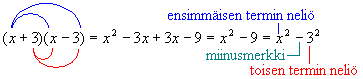 ensimmäisen termin neliö
(x + 3)(x − 3) = x² − 3x + 3x − 9 = x² − 9 = x² − 3²
miinusmerkki
toisen termin neliö